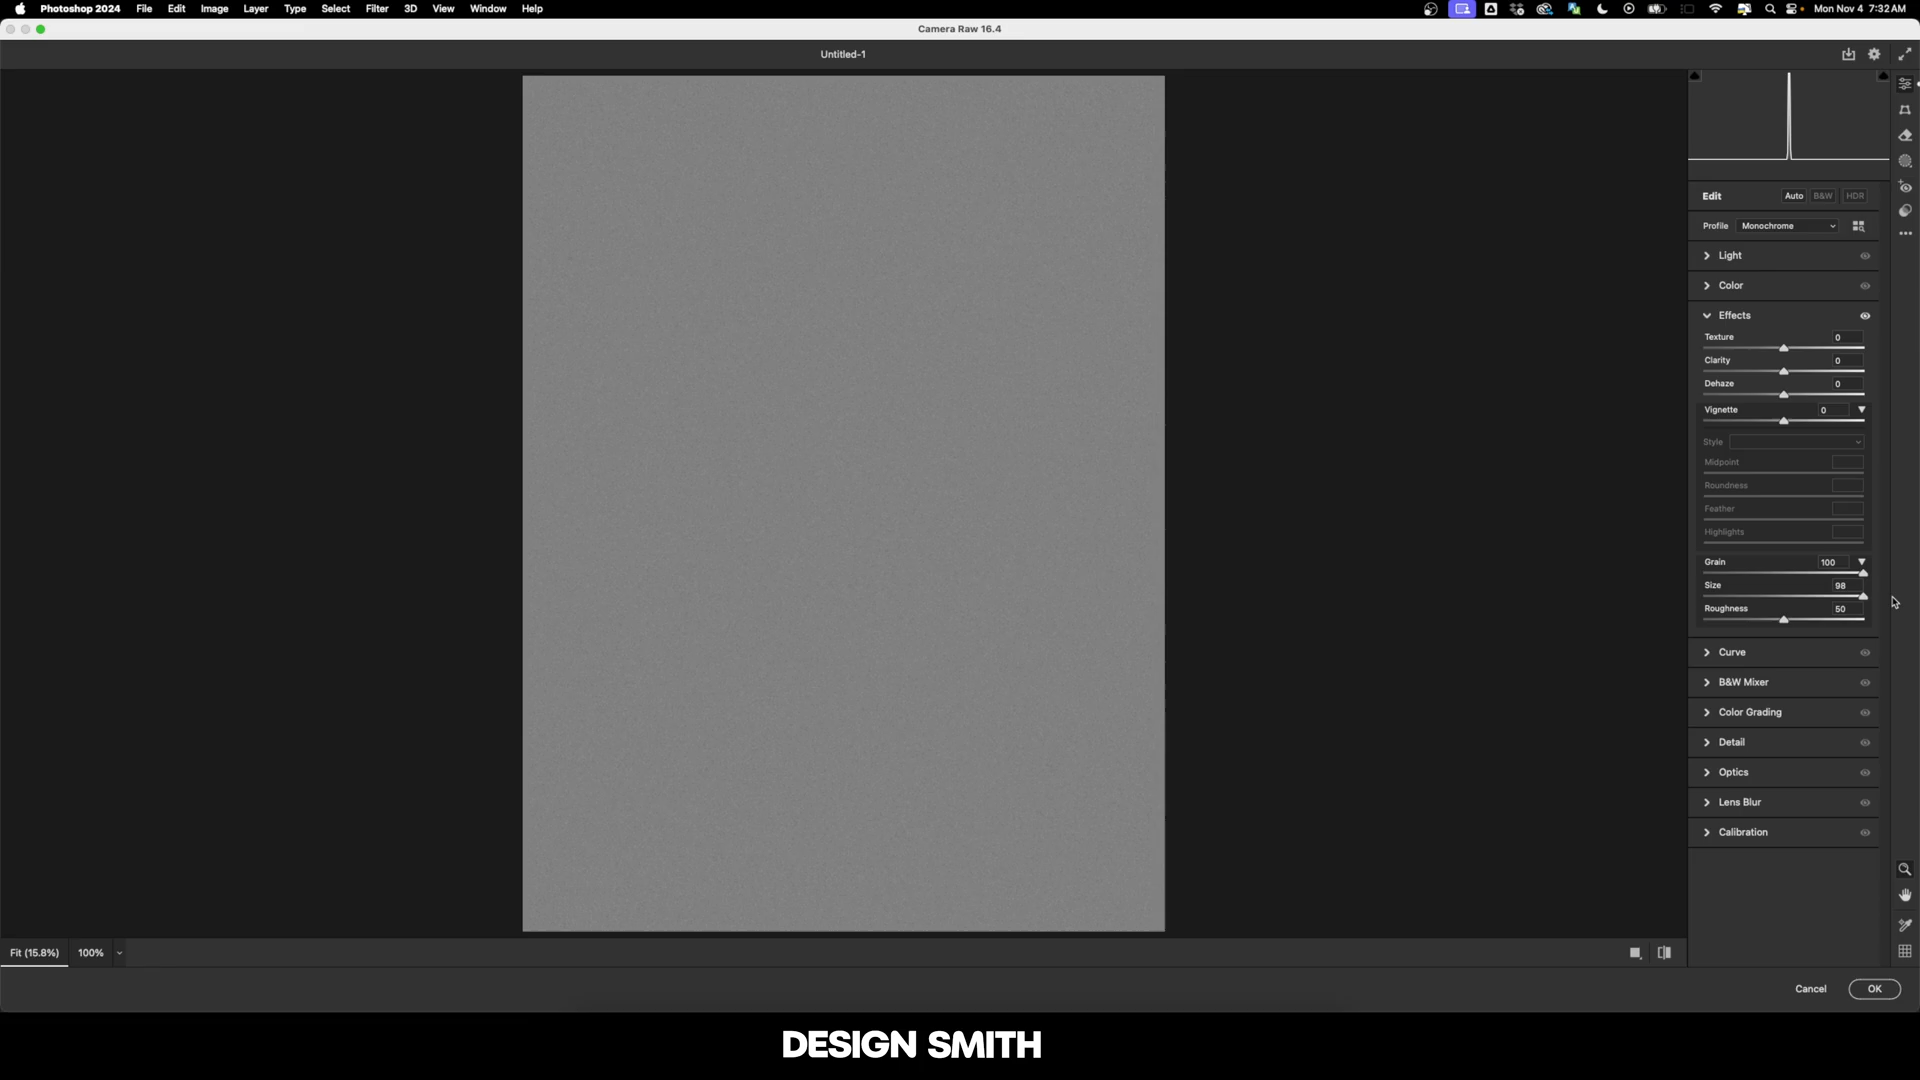 Photoshop 2024 File Edit Image Layer Type Select Filter 3D View Window Help Mon Nov 4 7:32 AM
Camera Raw 16.4
Untitled-1
Edit Auto B&W HDR
Profile Monochrome
Light
Color
Effects
Texture 0
Clarity 0
Dehaze 0
Vignette 0
Style
Midpoint
Roundness
Feather
Highlights
Grain 100
Size 98
Roughness 50
Curve
B&W Mixer
Color Grading
Detail
Optics
Lens Blur
Calibration
Fit (15.8%) 100%
Cancel OK
DESIGN SMITH